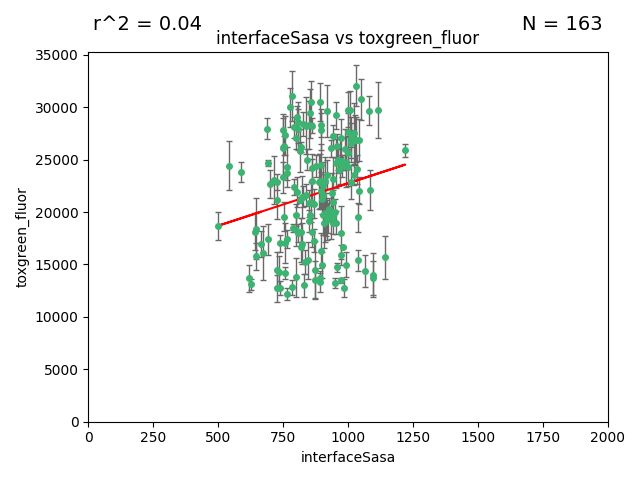 r^2 = 0.04
N = 163
interfaceSasa vs toxgreen_fluor
35000
30000
25000
20000
15000
10000
5000
0
toxgreen_fluor
0 250 500 750 1000 1250 1500 1750 2000
interfaceSasa